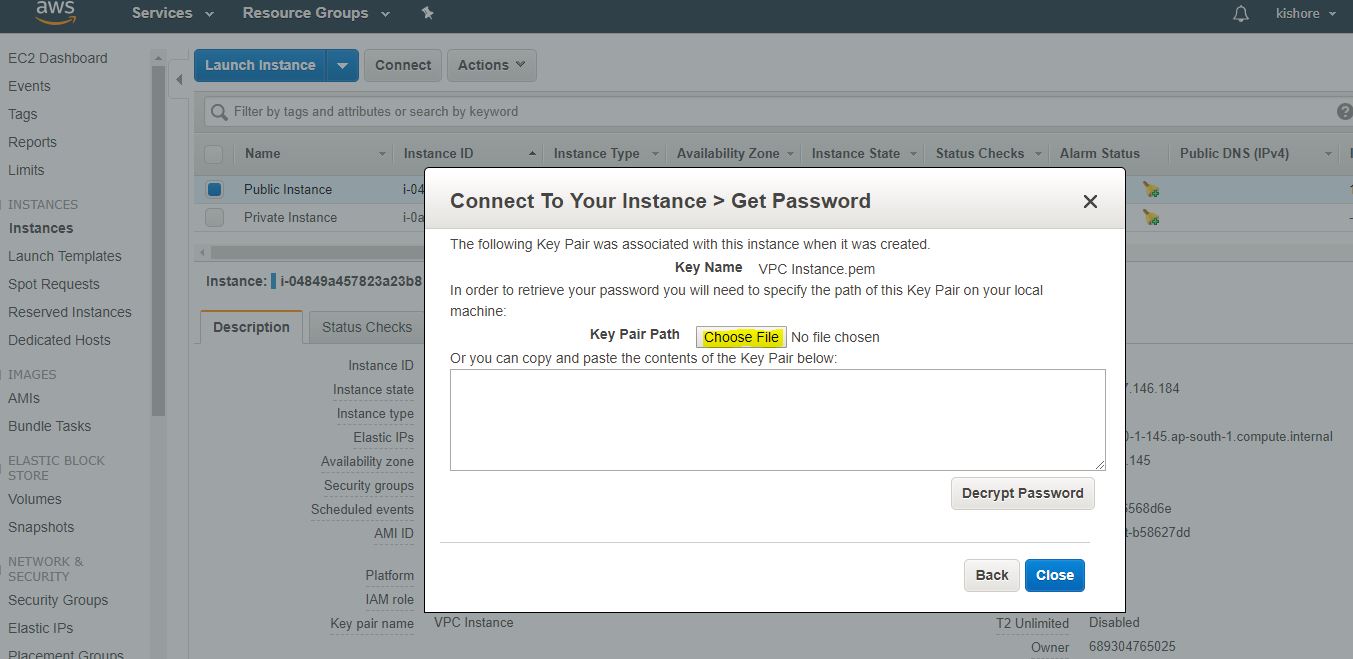 aws Services Resource Groups kishore
EC2 Dashboard
Events
Tags
Reports
Limits
INSTANCES
Instances
Launch Templates
Spot Requests
Reserved Instances
Dedicated Hosts
IMAGES
AMIs
Bundle Tasks
ELASTIC BLOCK
STORE
Volumes
Snapshots
NETWORK &
SECURITY
Security Groups
Elastic IPs
Placement Groups
Launch Instance Connect Actions
Filter by tags and attributes or search by keyword
Name Instance ID Instance Type Availability Zone Instance State Status Checks Alarm Status Public DNS (IPv4)
Public Instance i-04
Private Instance i-0a
Instance: i-04849a457823a23b8
Description Status Checks
Instance ID
Instance state
Instance type
Elastic IPs
Availability zone
Security groups
Scheduled events
AMI ID
Platform
IAM role
Key pair name VPC Instance
Connect To Your Instance > Get Password
The following Key Pair was associated with this instance when it was created.
Key Name VPC Instance.pem
In order to retrieve your password you will need to specify the path of this Key Pair on your local
machine:
Key Pair Path Choose File No file chosen
Or you can copy and paste the contents of the Key Pair below:
Decrypt Password
Back Close
.146.184
-1-145.ap-south-1.compute.internal
.145
568d6e
-b58627dd
T2 Unlimited Disabled
Owner 689304765025